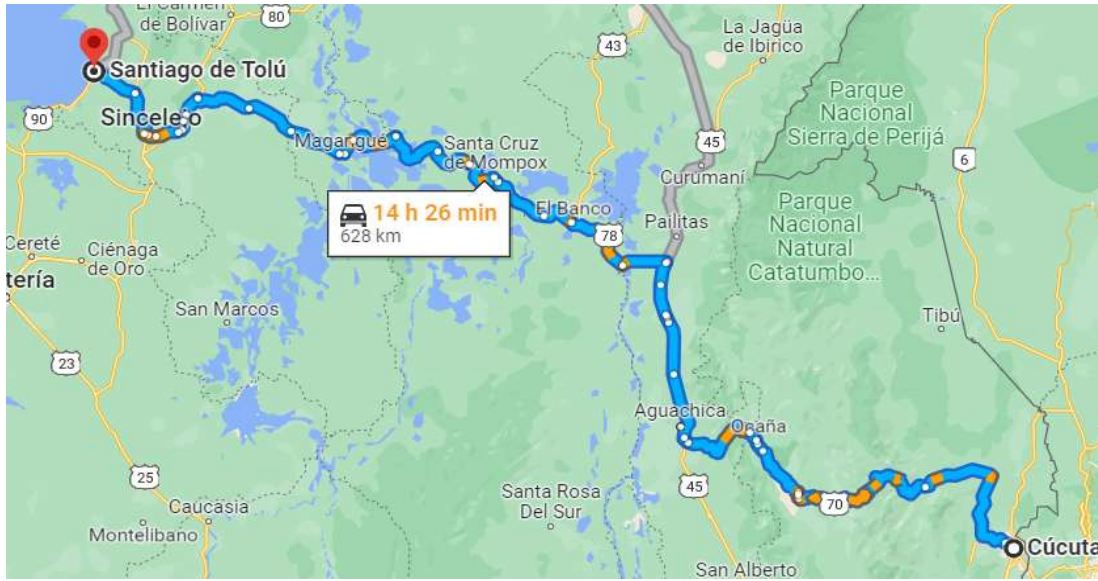 El Carmen
de Bolívar
80
43
La Jagüa
de Ibirico
Santiago de Tolú
90
Sincelejo
Magangué
Santa Cruz
de Mompox
45
Parque
Nacional
Sierra de Perijá
6
Curumaní
14 h 26 min
628 km
El Banco
78
Pailitas
Parque
Nacional
Natural
Catatumbo...
Cereté
Ciénaga
de Oro
tería
San Marcos
Tibú
23
Aguachica
Ocaña
25
Caucasia
Montelibano
Santa Rosa
Del Sur
45
70
San Alberto
Cúcuta